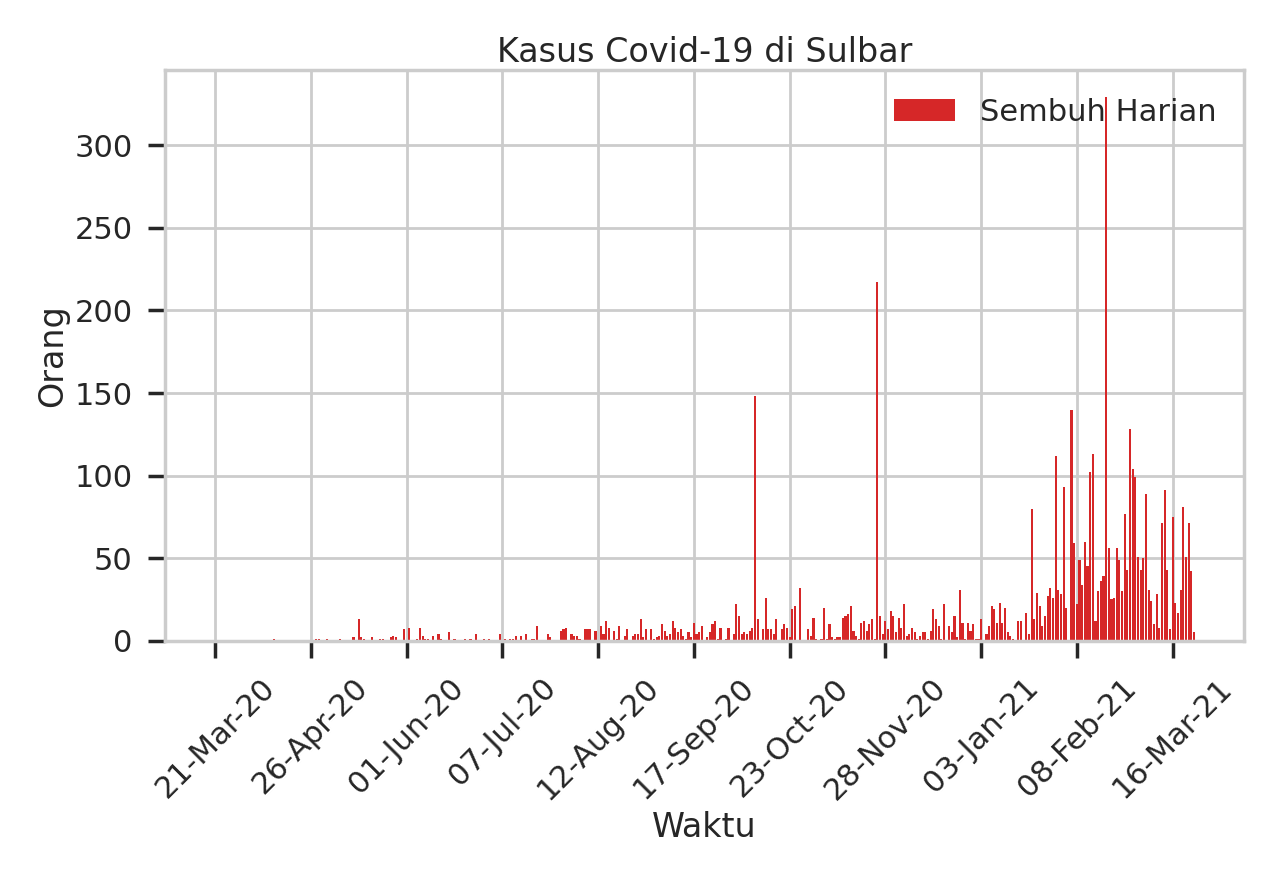 Kasus Covid-19 di Sulbar
Sembuh Harian
Orang
300
250
200
150
100
50
0
21-Mar-20
26-Apr-20
01-Jun-20
07-Jul-20
12-Aug-20
17-Sep-20
23-Oct-20
28-Nov-20
03-Jan-21
08-Feb-21
16-Mar-21
Waktu